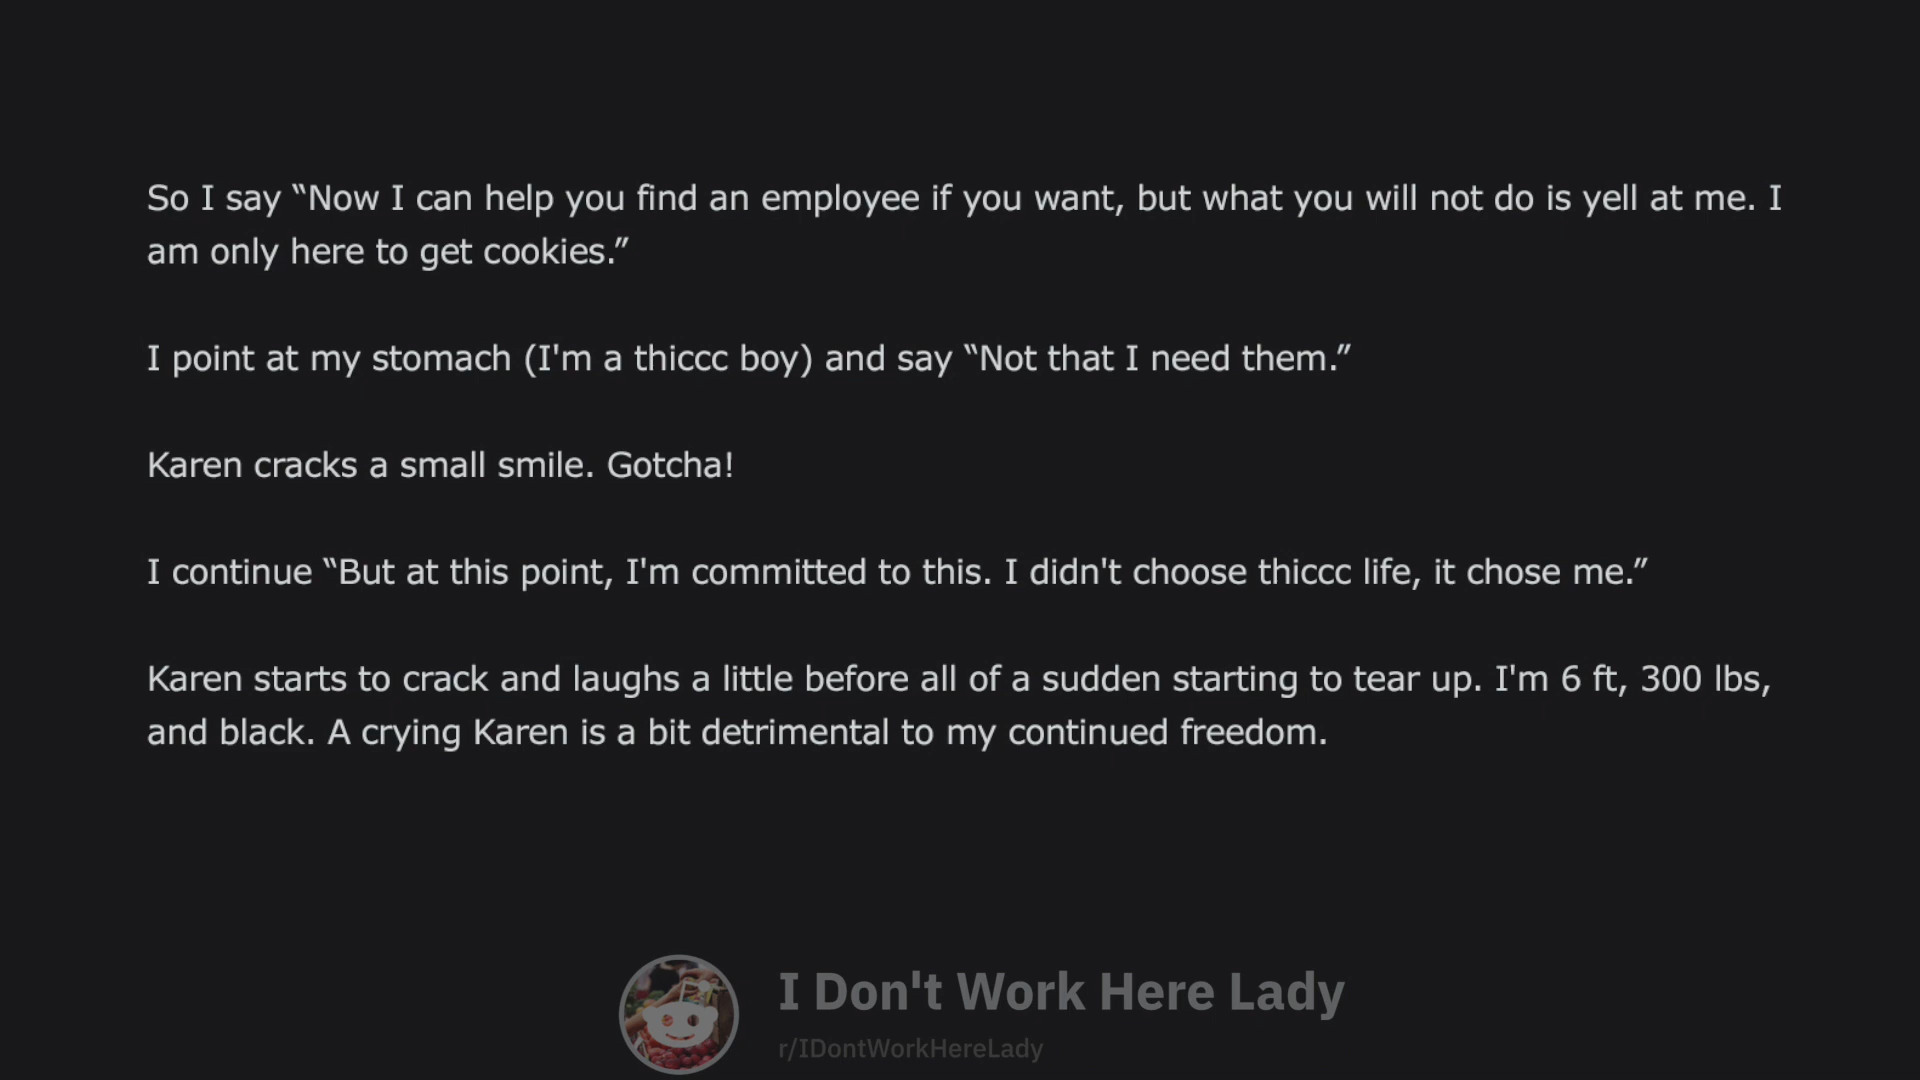 So I say “Now I can help you find an employee if you want, but what you will not do is yell at me. I
am only here to get cookies.”
I point at my stomach (I'm a thiccc boy) and say “Not that I need them.”
Karen cracks a small smile. Gotcha!
I continue “But at this point, I'm committed to this. I didn't choose thiccc life, it chose me.”
Karen starts to crack and laughs a little before all of a sudden starting to tear up. I'm 6 ft, 300 lbs,
and black. A crying Karen is a bit detrimental to my continued freedom.
I Don't Work Here Lady
r/IDontWorkHereLady